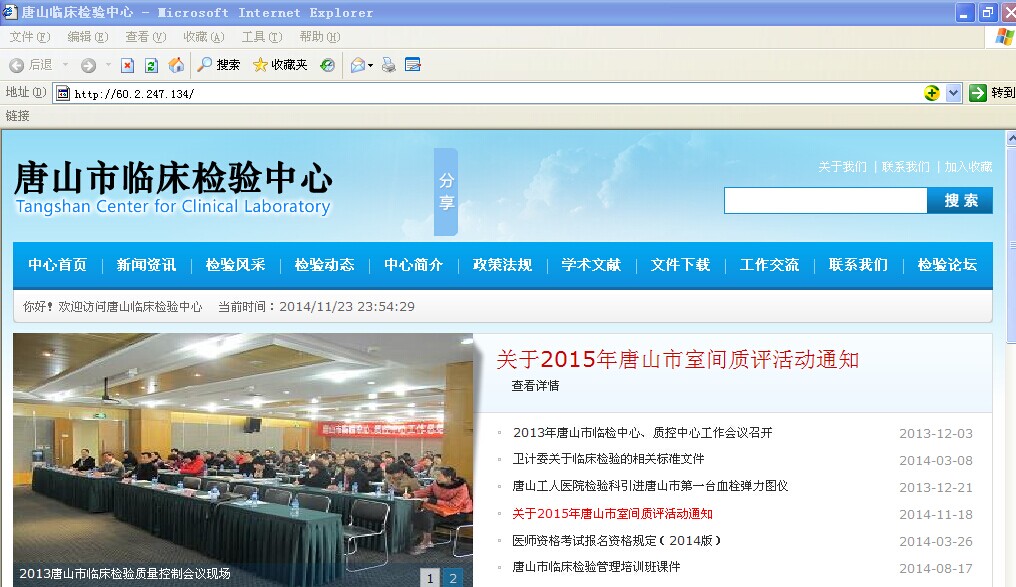 唐山临床检验中心 - Microsoft Internet Explorer
文件(F) 编辑(E) 查看(V) 收藏(A) 工具(T) 帮助(H)
后退 搜索 收藏夹
地址(D) http://60.2.247.134/ 转到
链接
关于我们 | 联系我们 | 加入收藏
唐山市临床检验中心
Tangshan Center for Clinical Laboratory
分享
搜 索
中心首页 | 新闻资讯 | 检验风采 | 检验动态 | 中心简介 | 政策法规 | 学术文献 | 文件下载 | 工作交流 | 联系我们 | 检验论坛
你好! 欢迎访问唐山临床检验中心 当前时间:2014/11/23 23:54:29
关于2015年唐山市室间质评活动通知
查看详情
2013年唐山市临检中心、质控中心工作会议召开 2013-12-03
卫计委关于临床检验的相关标准文件 2014-03-08
唐山工人医院检验科引进唐山市第一台血栓弹力图仪 2013-12-21
关于2015年唐山市室间质评活动通知 2014-11-18
医师资格考试报名资格规定(2014版) 2014-03-26
唐山市临床检验管理培训班课件 2014-08-17
2013唐山市临床检验质量控制会议现场
1 2